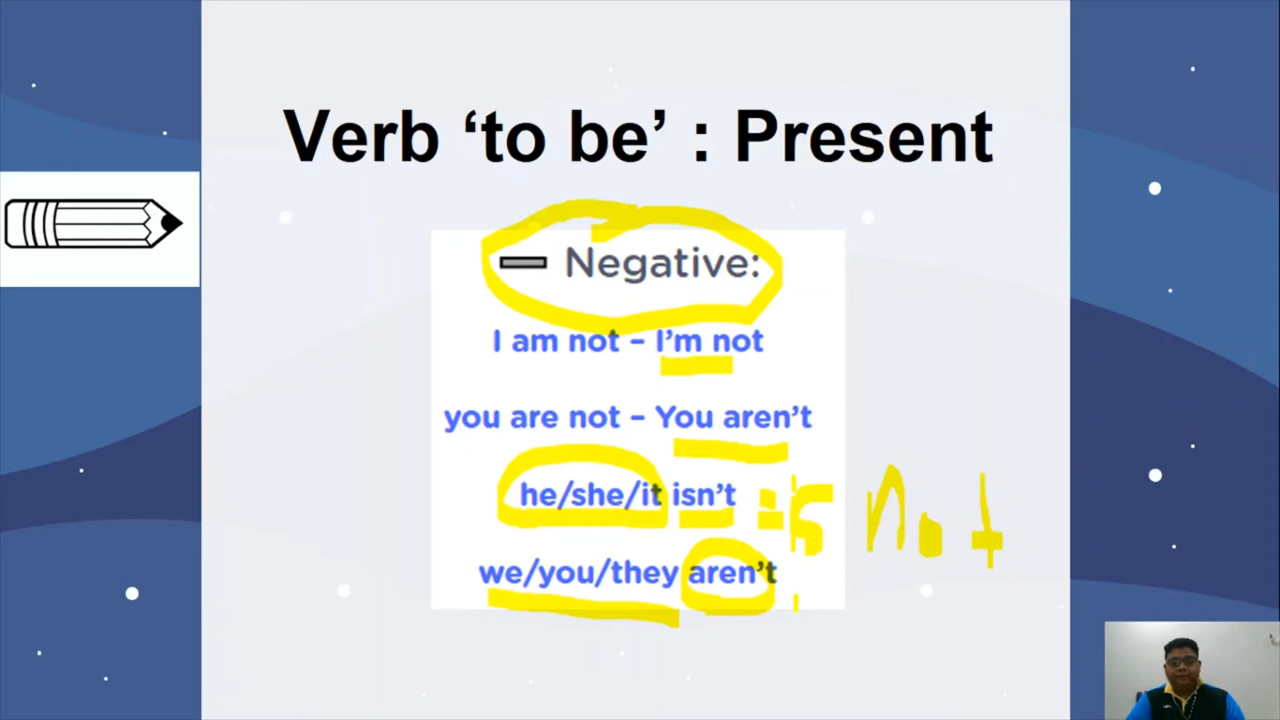 Verb ‘to be’ : Present
Negative:
I am not – I’m not
you are not – You aren’t
he/she/it isn’t = is not
we/you/they aren’t